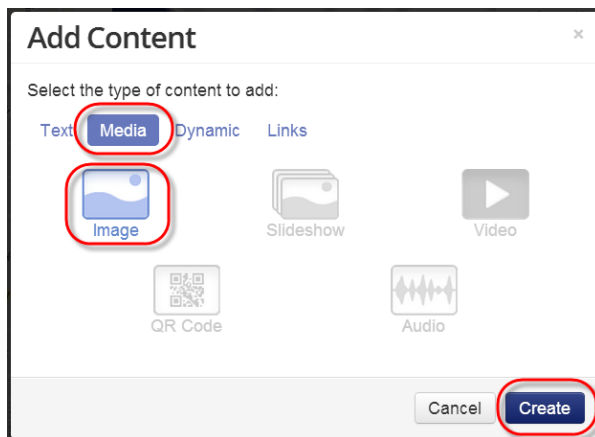 Add Content ×
Select the type of content to add:
Text Media Dynamic Links
Image Slideshow Video
QR Code Audio
Cancel Create